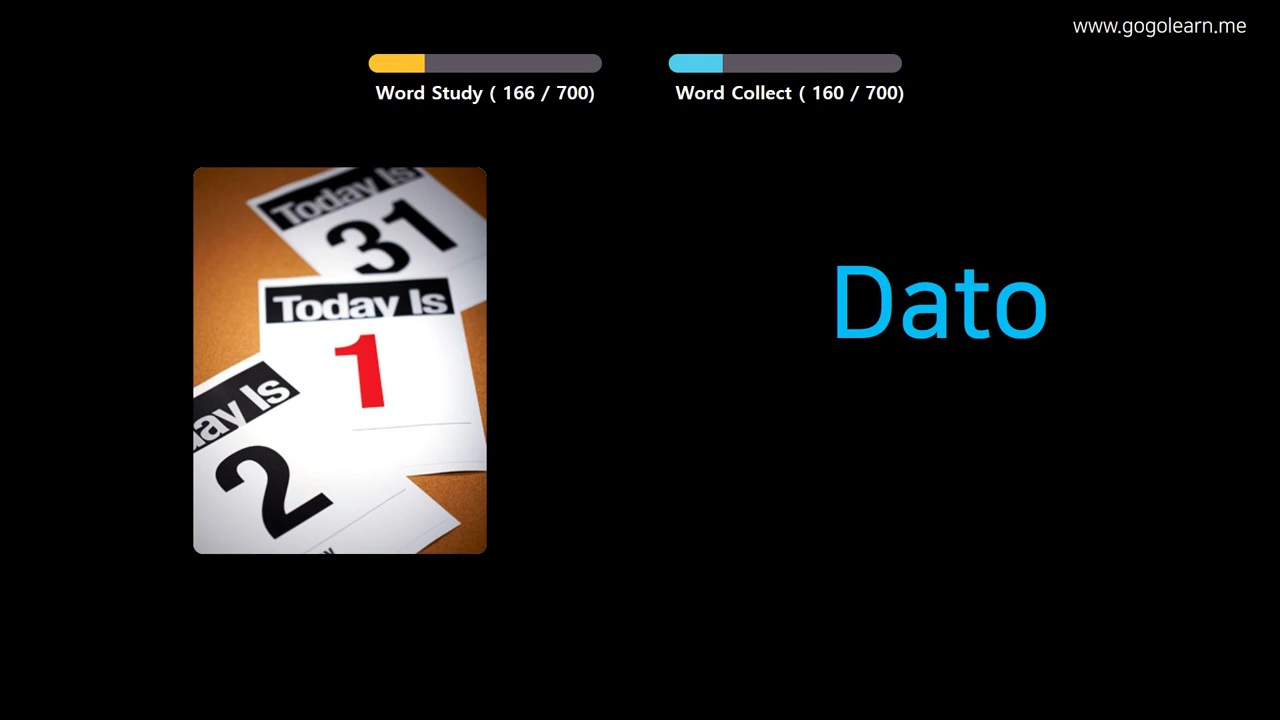 www.gogolearn.me
Word Study ( 166 / 700)
Word Collect ( 160 / 700)
Today Is
31
Today Is
1
Dato
ay Is
2